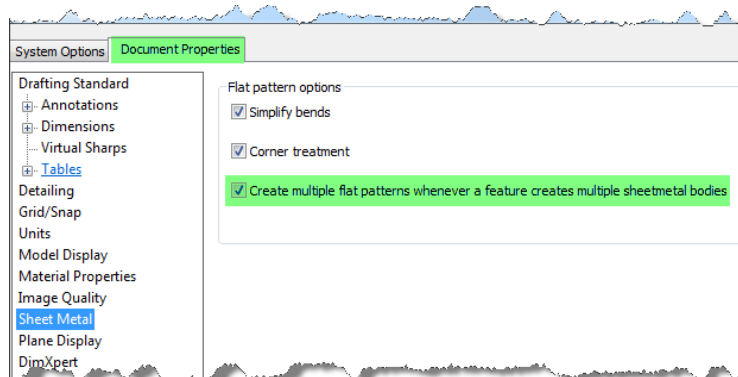 System Options
Document Properties
Drafting Standard
Annotations
Dimensions
Virtual Sharps
Tables
Detailing
Grid/Snap
Units
Model Display
Material Properties
Image Quality
Sheet Metal
Plane Display
DimXpert
Flat pattern options
Simplify bends
Corner treatment
Create multiple flat patterns whenever a feature creates multiple sheetmetal bodies